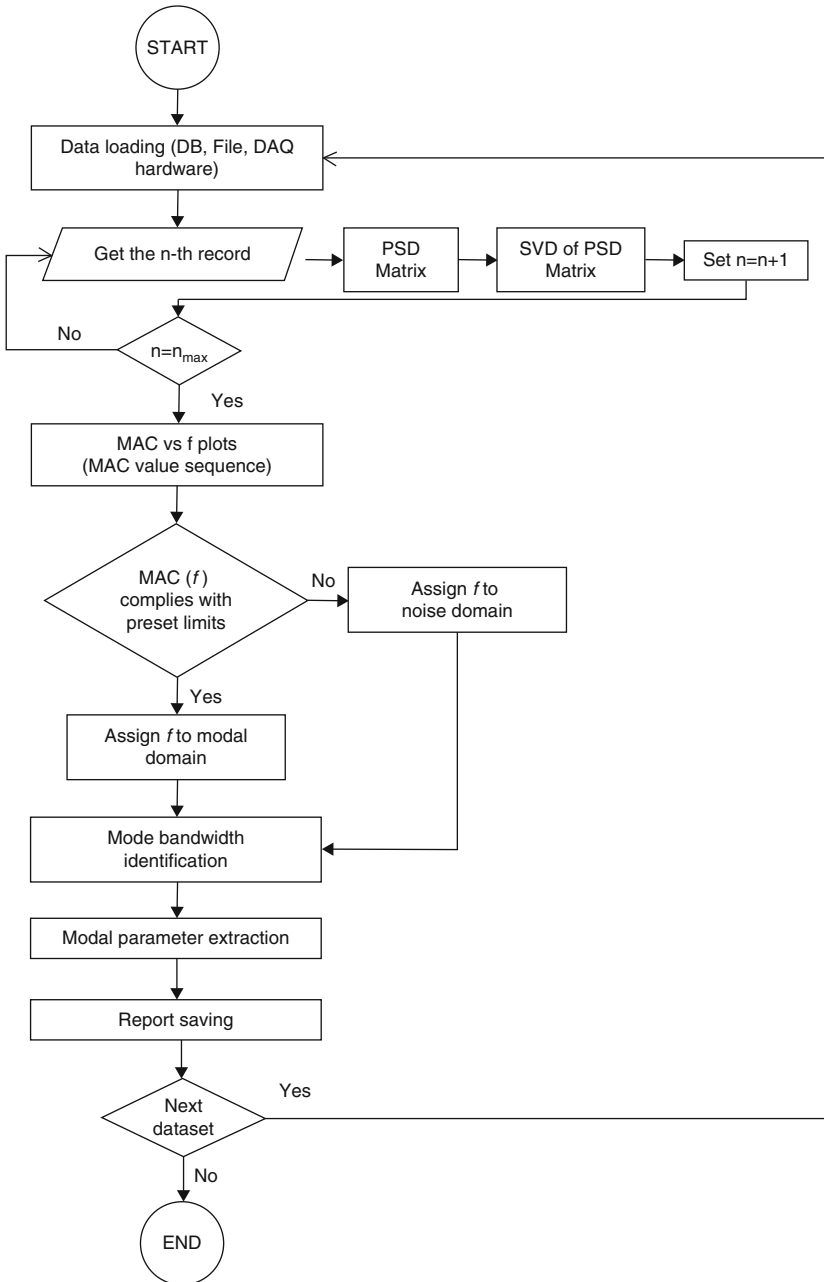 START
Data loading (DB, File, DAQ
hardware)
Get the n-th record
PSD
Matrix
SVD of PSD
Matrix
Set n=n+1
No
n=nmax
Yes
MAC vs f plots
(MAC value sequence)
MAC (f)
complies with
preset limits
No
Assign f to
noise domain
Yes
Assign f to modal
domain
Mode bandwidth
identification
Modal parameter extraction
Report saving
Next
dataset
Yes
No
END